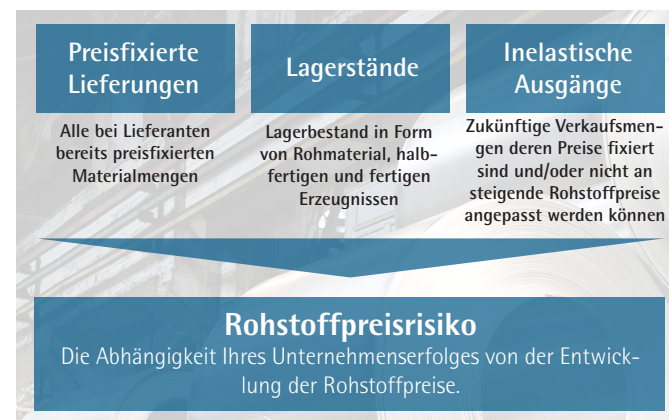 Preisfixierte
Lieferungen
Alle bei Lieferanten
bereits preisfixierten
Materialmengen
Lagerstände
Lagerbestand in Form
von Rohmaterial, halb-
fertigen und fertigen
Erzeugnissen
Inelastische
Ausgänge
Zukünftige Verkaufsmen-
gen deren Preise fixiert
sind und/oder nicht an
steigende Rohstoffpreise
angepasst werden können
Rohstoffpreisrisiko
Die Abhängigkeit Ihres Unternehmenserfolges von der Entwick-
lung der Rohstoffpreise.